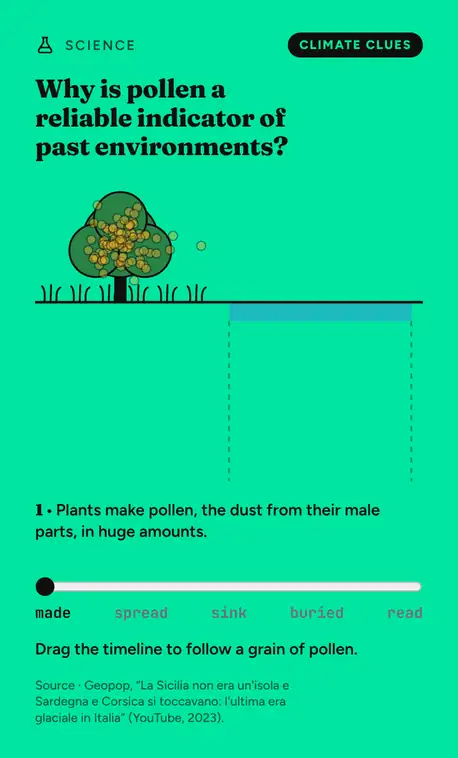 SCIENCE
CLIMATE CLUES
Why is pollen a
reliable indicator of
past environments?
1 • Plants make pollen, the dust from their male
parts, in huge amounts.
made spread sink buried read
Drag the timeline to follow a grain of pollen.
Source · Geopop, “La Sicilia non era un'isola e
Sardegna e Corsica si toccavano: l'ultima era
glaciale in Italia” (YouTube, 2023).